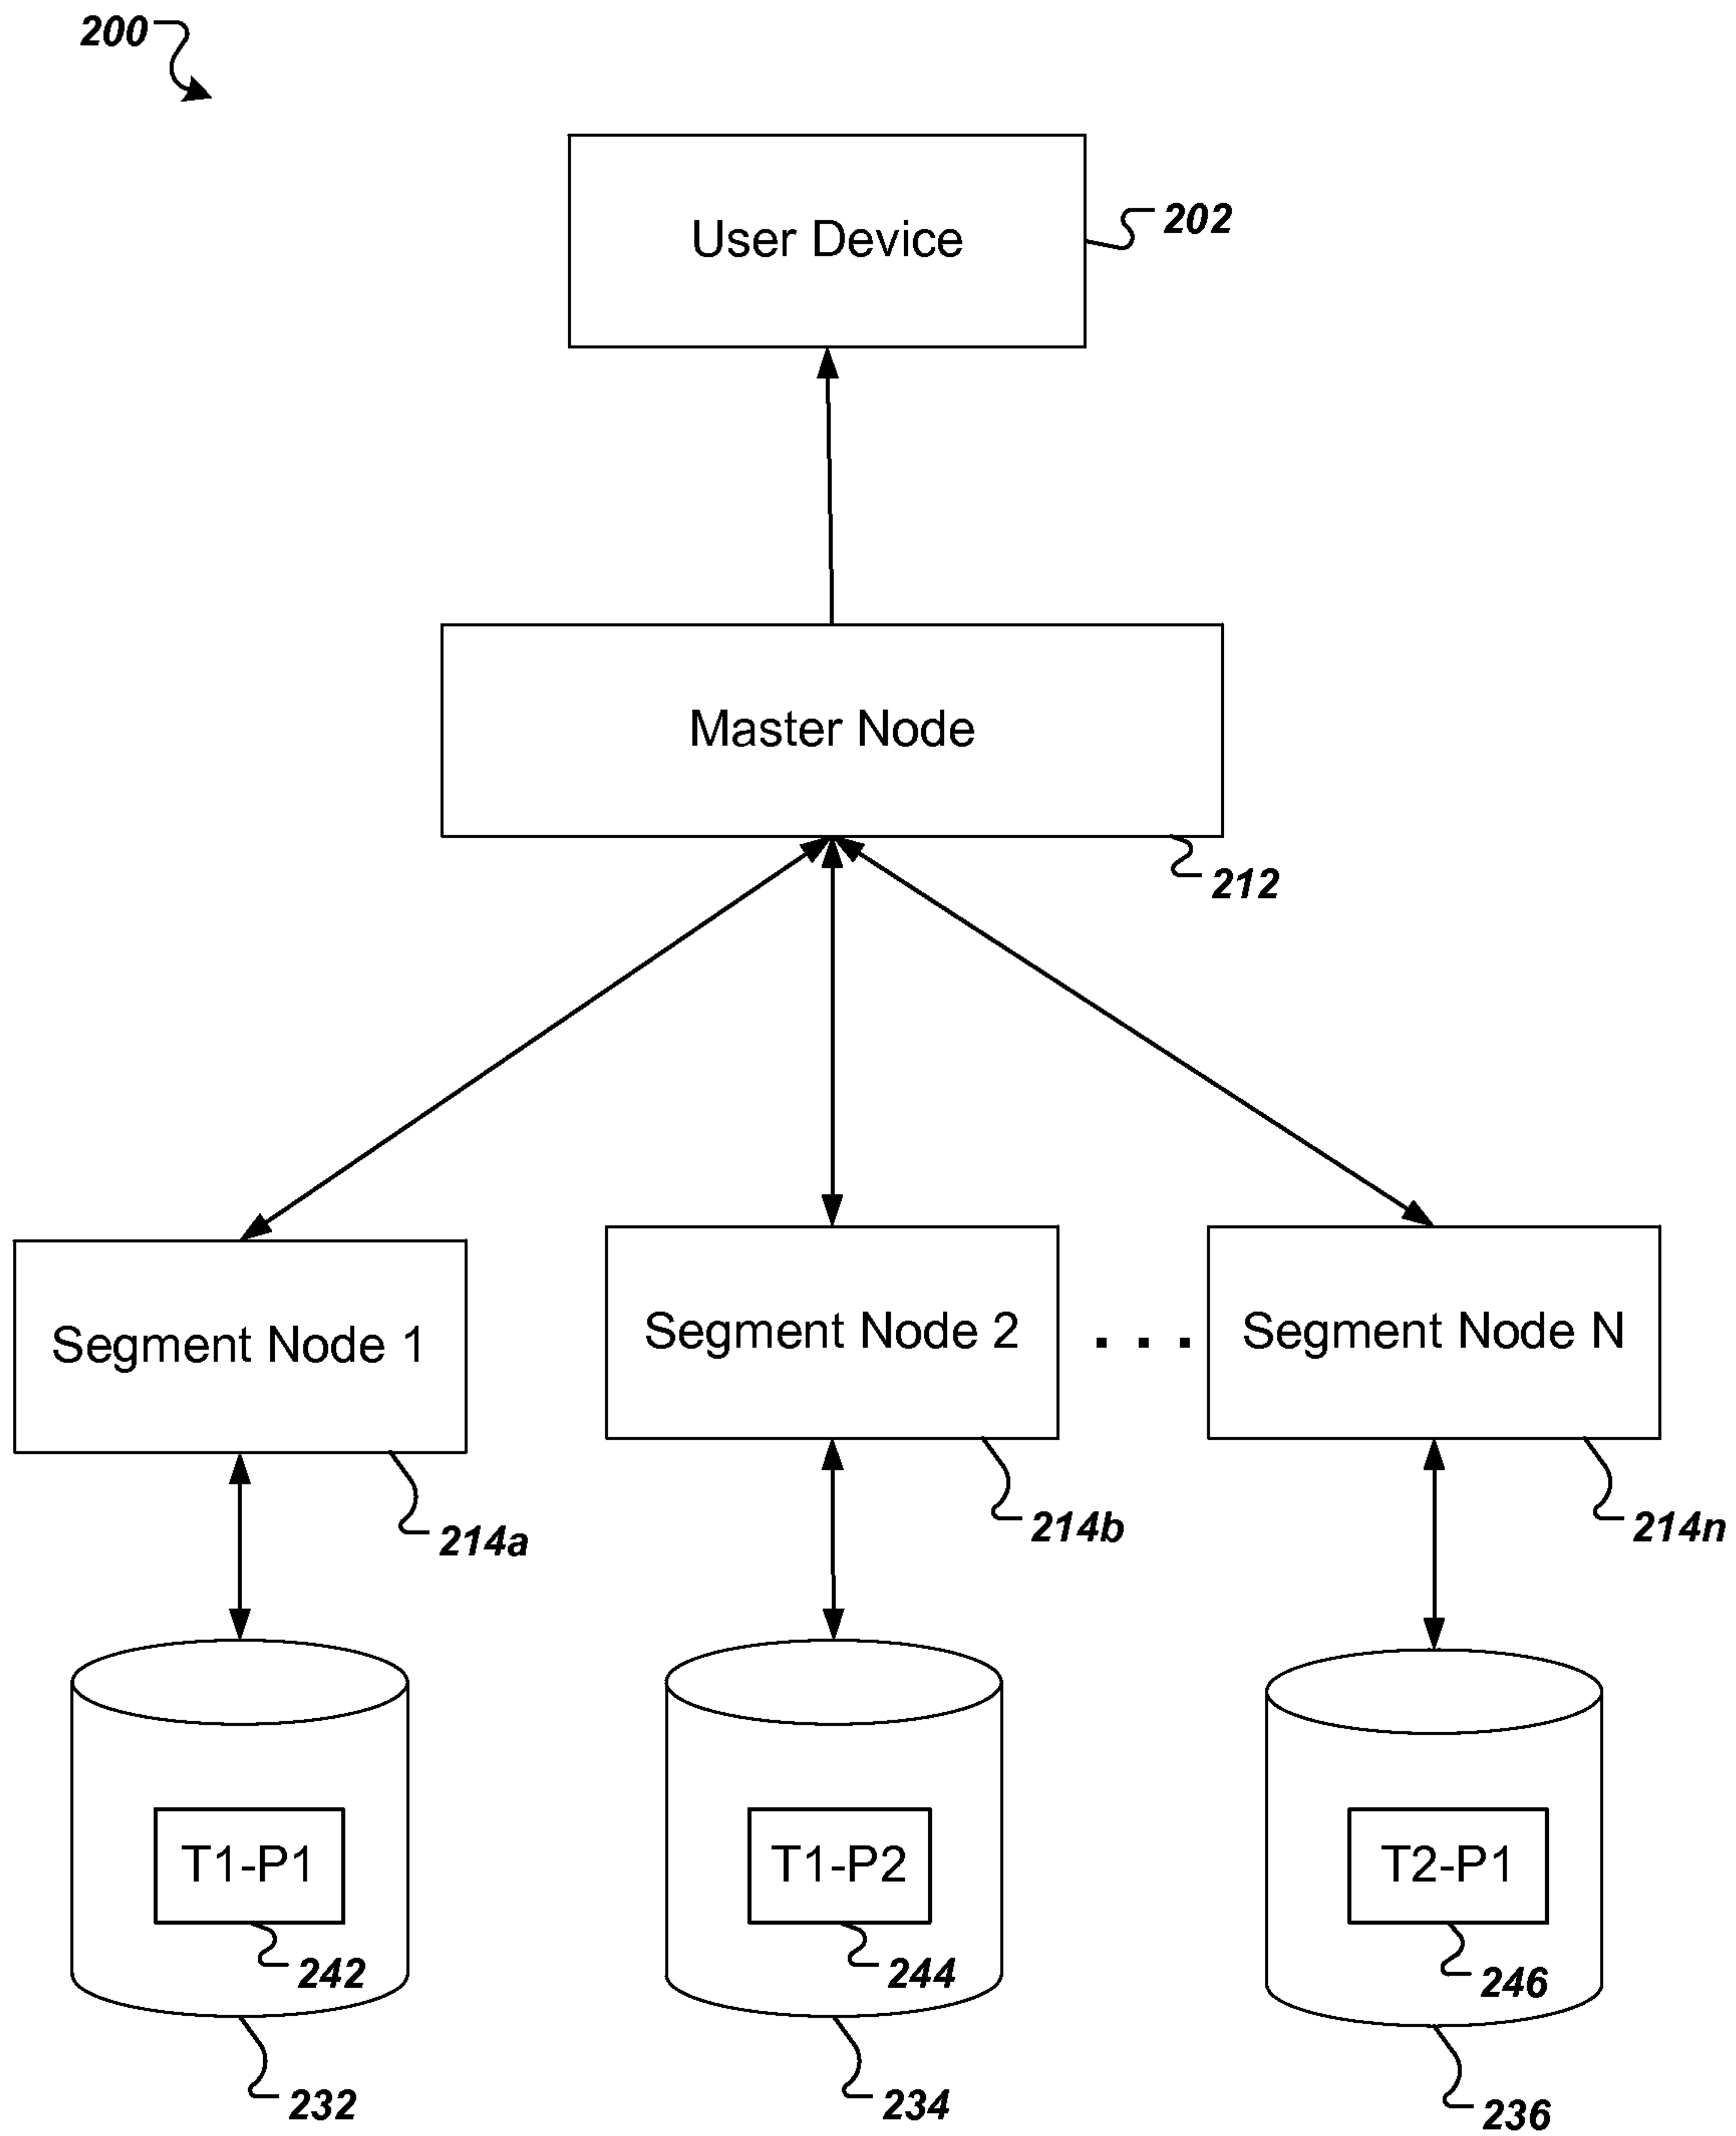 200
User Device
202
Master Node
212
Segment Node 1
Segment Node 2
. . .
Segment Node N
214a
214b
214n
T1-P1
T1-P2
T2-P1
242
244
246
232
234
236